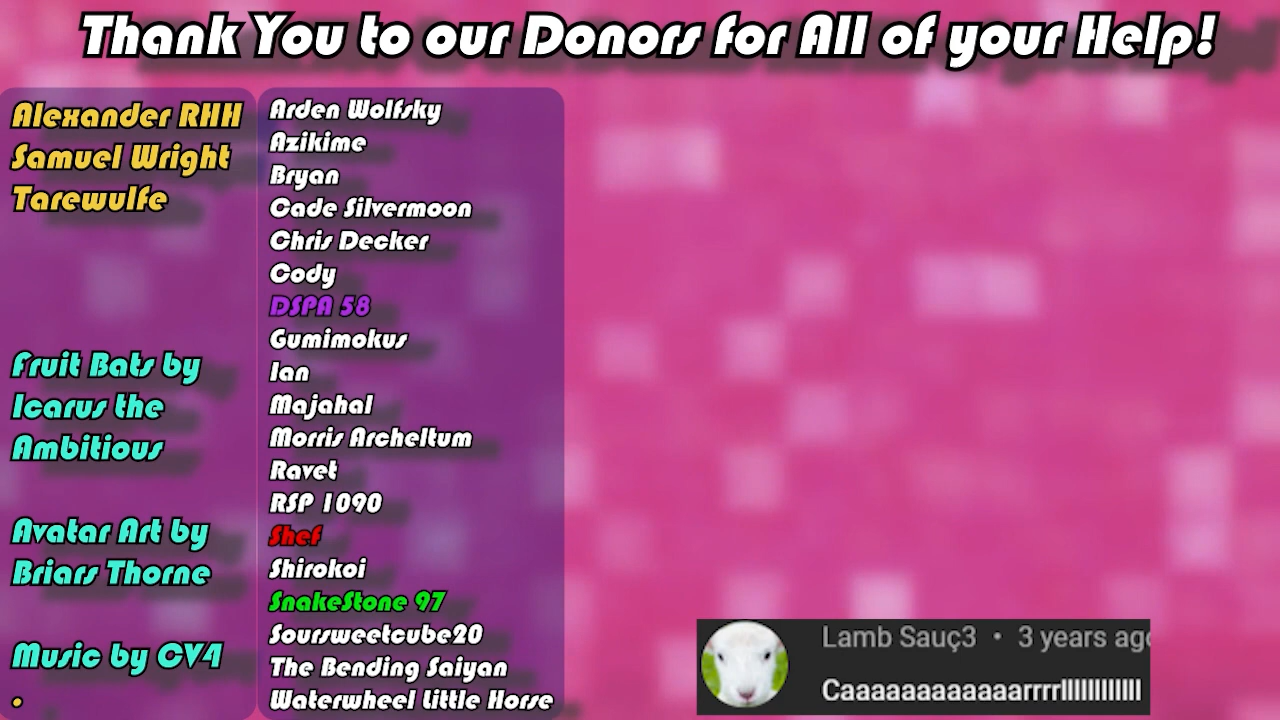 Thank You to our Donors for All of your Help!
Alexander RHH
Samuel Wright
Tarewulfe
Fruit Bats by
Icarus the
Ambitious
Avatar Art by
Briars Thorne
Music by CV4
Arden Wolfsky
Azikime
Bryan
Cade Silvermoon
Chris Decker
Cody
DSPA 58
Gumimokus
Ian
Majahal
Morris Archeltum
Ravet
RSP 1090
Shef
Shirokoi
SnakeStone 97
Soursweetcube20
The Bending Saiyan
Waterwheel Little Horse
Lamb Sauç3 • 3 years ago
Caaaaaaaaaaaaarrrrrllllllllllll